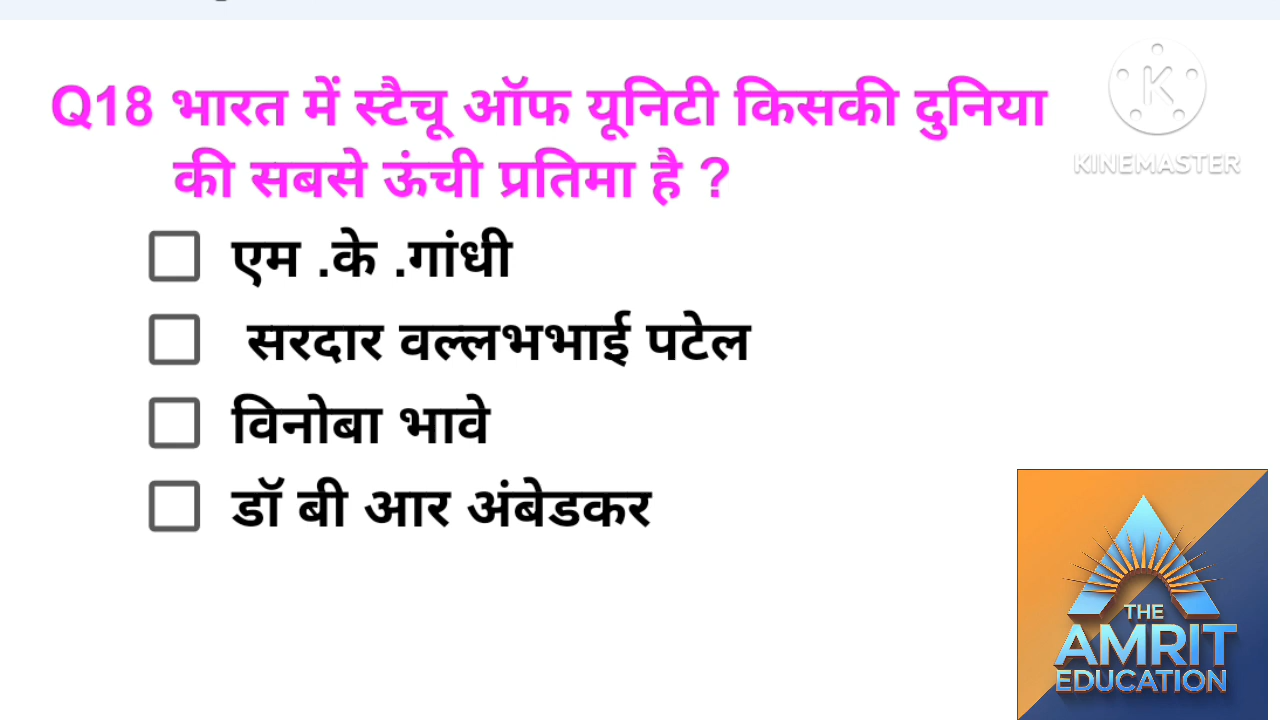 Q18 भारत में स्टैचू ऑफ यूनिटी किसकी दुनिया
की सबसे ऊंची प्रतिमा है ?
एम .के .गांधी
सरदार वल्लभभाई पटेल
विनोबा भावे
डॉ बी आर अंबेडकर
K
KINEMASTER
THE
AMRIT
EDUCATION